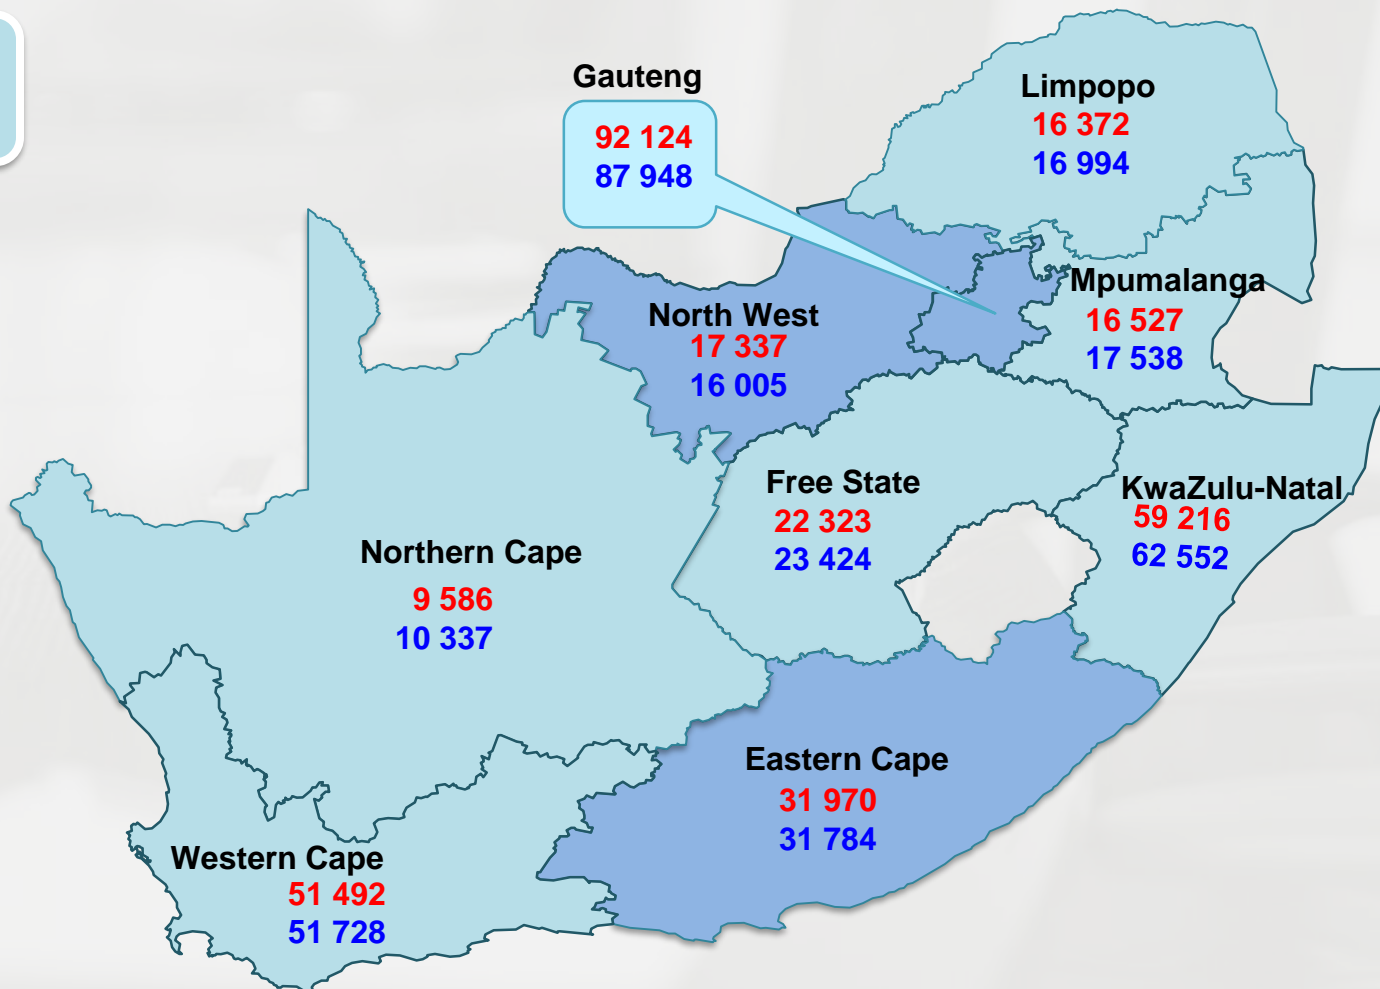 Gauteng
92 124
87 948
Limpopo
16 372
16 994
Mpumalanga
16 527
17 538
North West
17 337
16 005
Free State
22 323
23 424
KwaZulu-Natal
59 216
62 552
Northern Cape
9 586
10 337
Eastern Cape
31 970
31 784
Western Cape
51 492
51 728